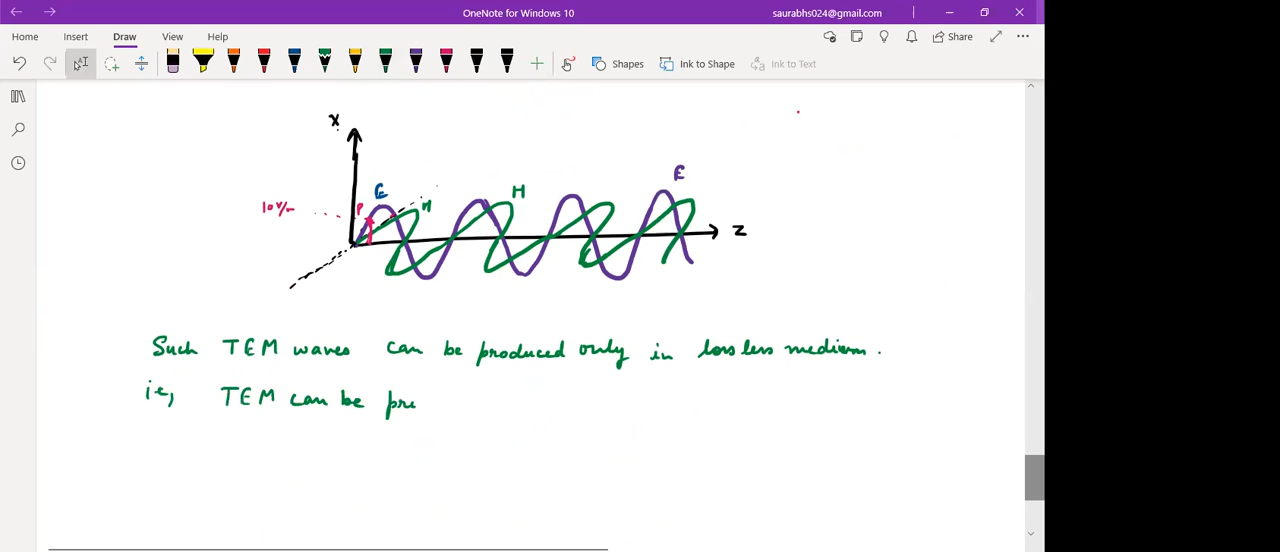 OneNote for Windows 10
saurabhs024@gmail.com
Home Insert Draw View Help
Share
Shapes Ink to Shape Ink to Text
X
E
E
H
H
P
10 V/m
Z
Such TEM waves can be produced only in lossless medium.
ie, TEM can be pre